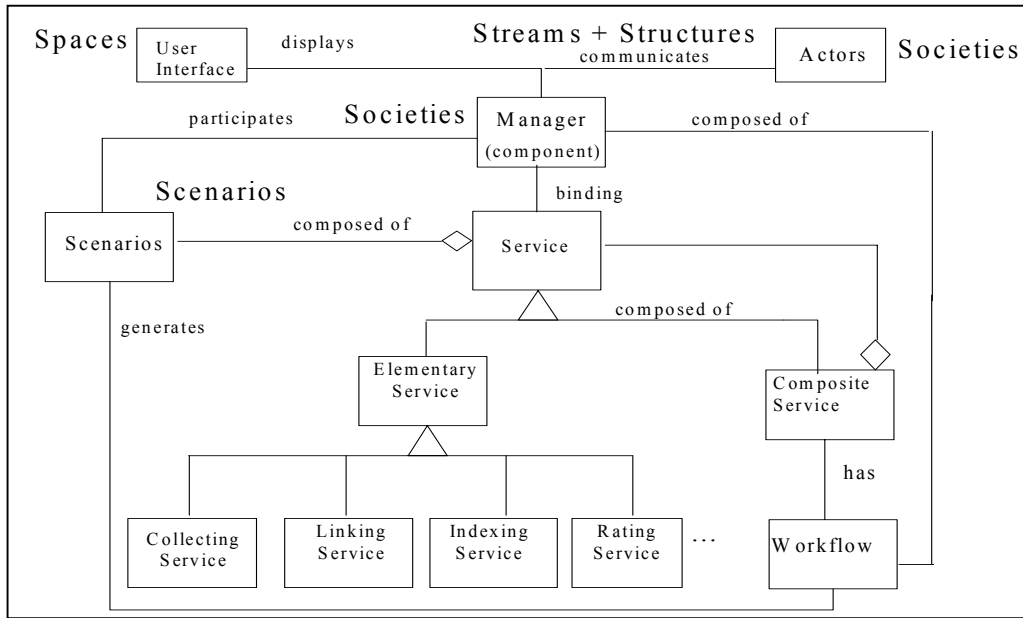 Spaces
User
Interface
displays
Streams + Structures
communicates
Actors
Societies
participates
Societies
Manager
(component)
composed of
Scenarios
binding
Scenarios
composed of
Service
generates
composed of
Elementary
Service
Composite
Service
has
Collecting
Service
Linking
Service
Indexing
Service
Rating
Service
...
Workflow